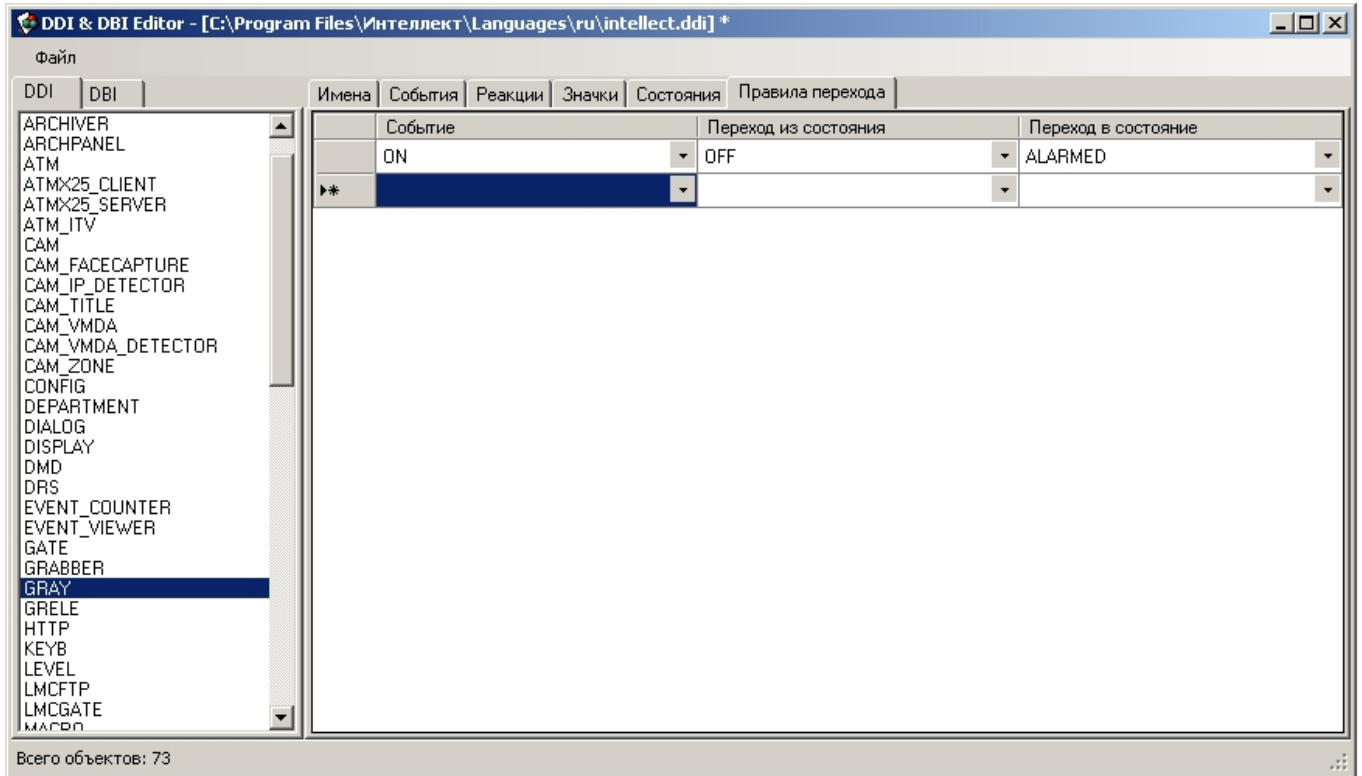 DDI & DBI Editor - [C:\Program Files\Интеллект\Languages\ru\intellect.ddi] *
Файл
DDI DBI
Имена События Реакции Значки Состояния Правила перехода
Событие Переход из состояния Переход в состояние
ON OFF ALARMED
ARCHIVER
ARCHPANEL
ATM
ATMX25_CLIENT
ATMX25_SERVER
ATM_ITV
CAM
CAM_FACECAPTURE
CAM_IP_DETECTOR
CAM_TITLE
CAM_VMDA
CAM_VMDA_DETECTOR
CAM_ZONE
CONFIG
DEPARTMENT
DIALOG
DISPLAY
DMD
DRS
EVENT_COUNTER
EVENT_VIEWER
GATE
GRABBER
GRAY
GRELE
HTTP
KEYB
LEVEL
LMCFTP
LMCGATE
MACRO
Всего объектов: 73